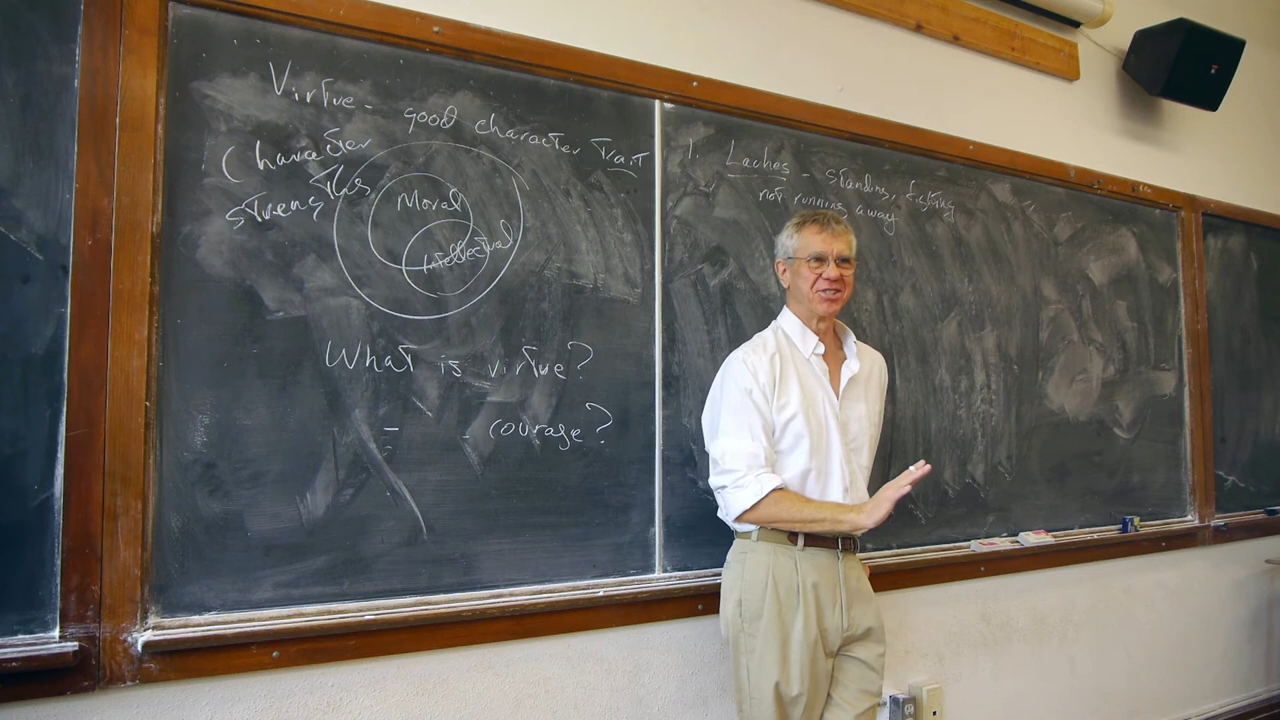 Virtue - good character trait
Character
strengths
Moral
Intellectual
What is virtue?
- courage?
1. Laches - standing, fighting
not running away